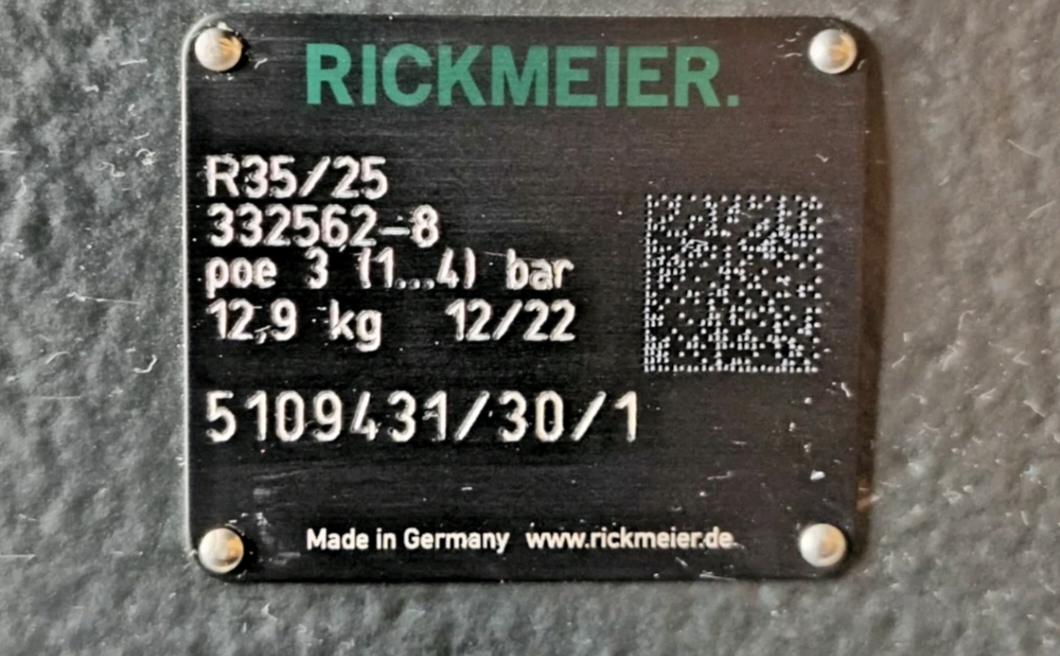 RICKMEIER.
R35/25
332562-8
poe 3 (1...4) bar
12,9 kg 12/22
5109431/30/1
Made in Germany www.rickmeier.de